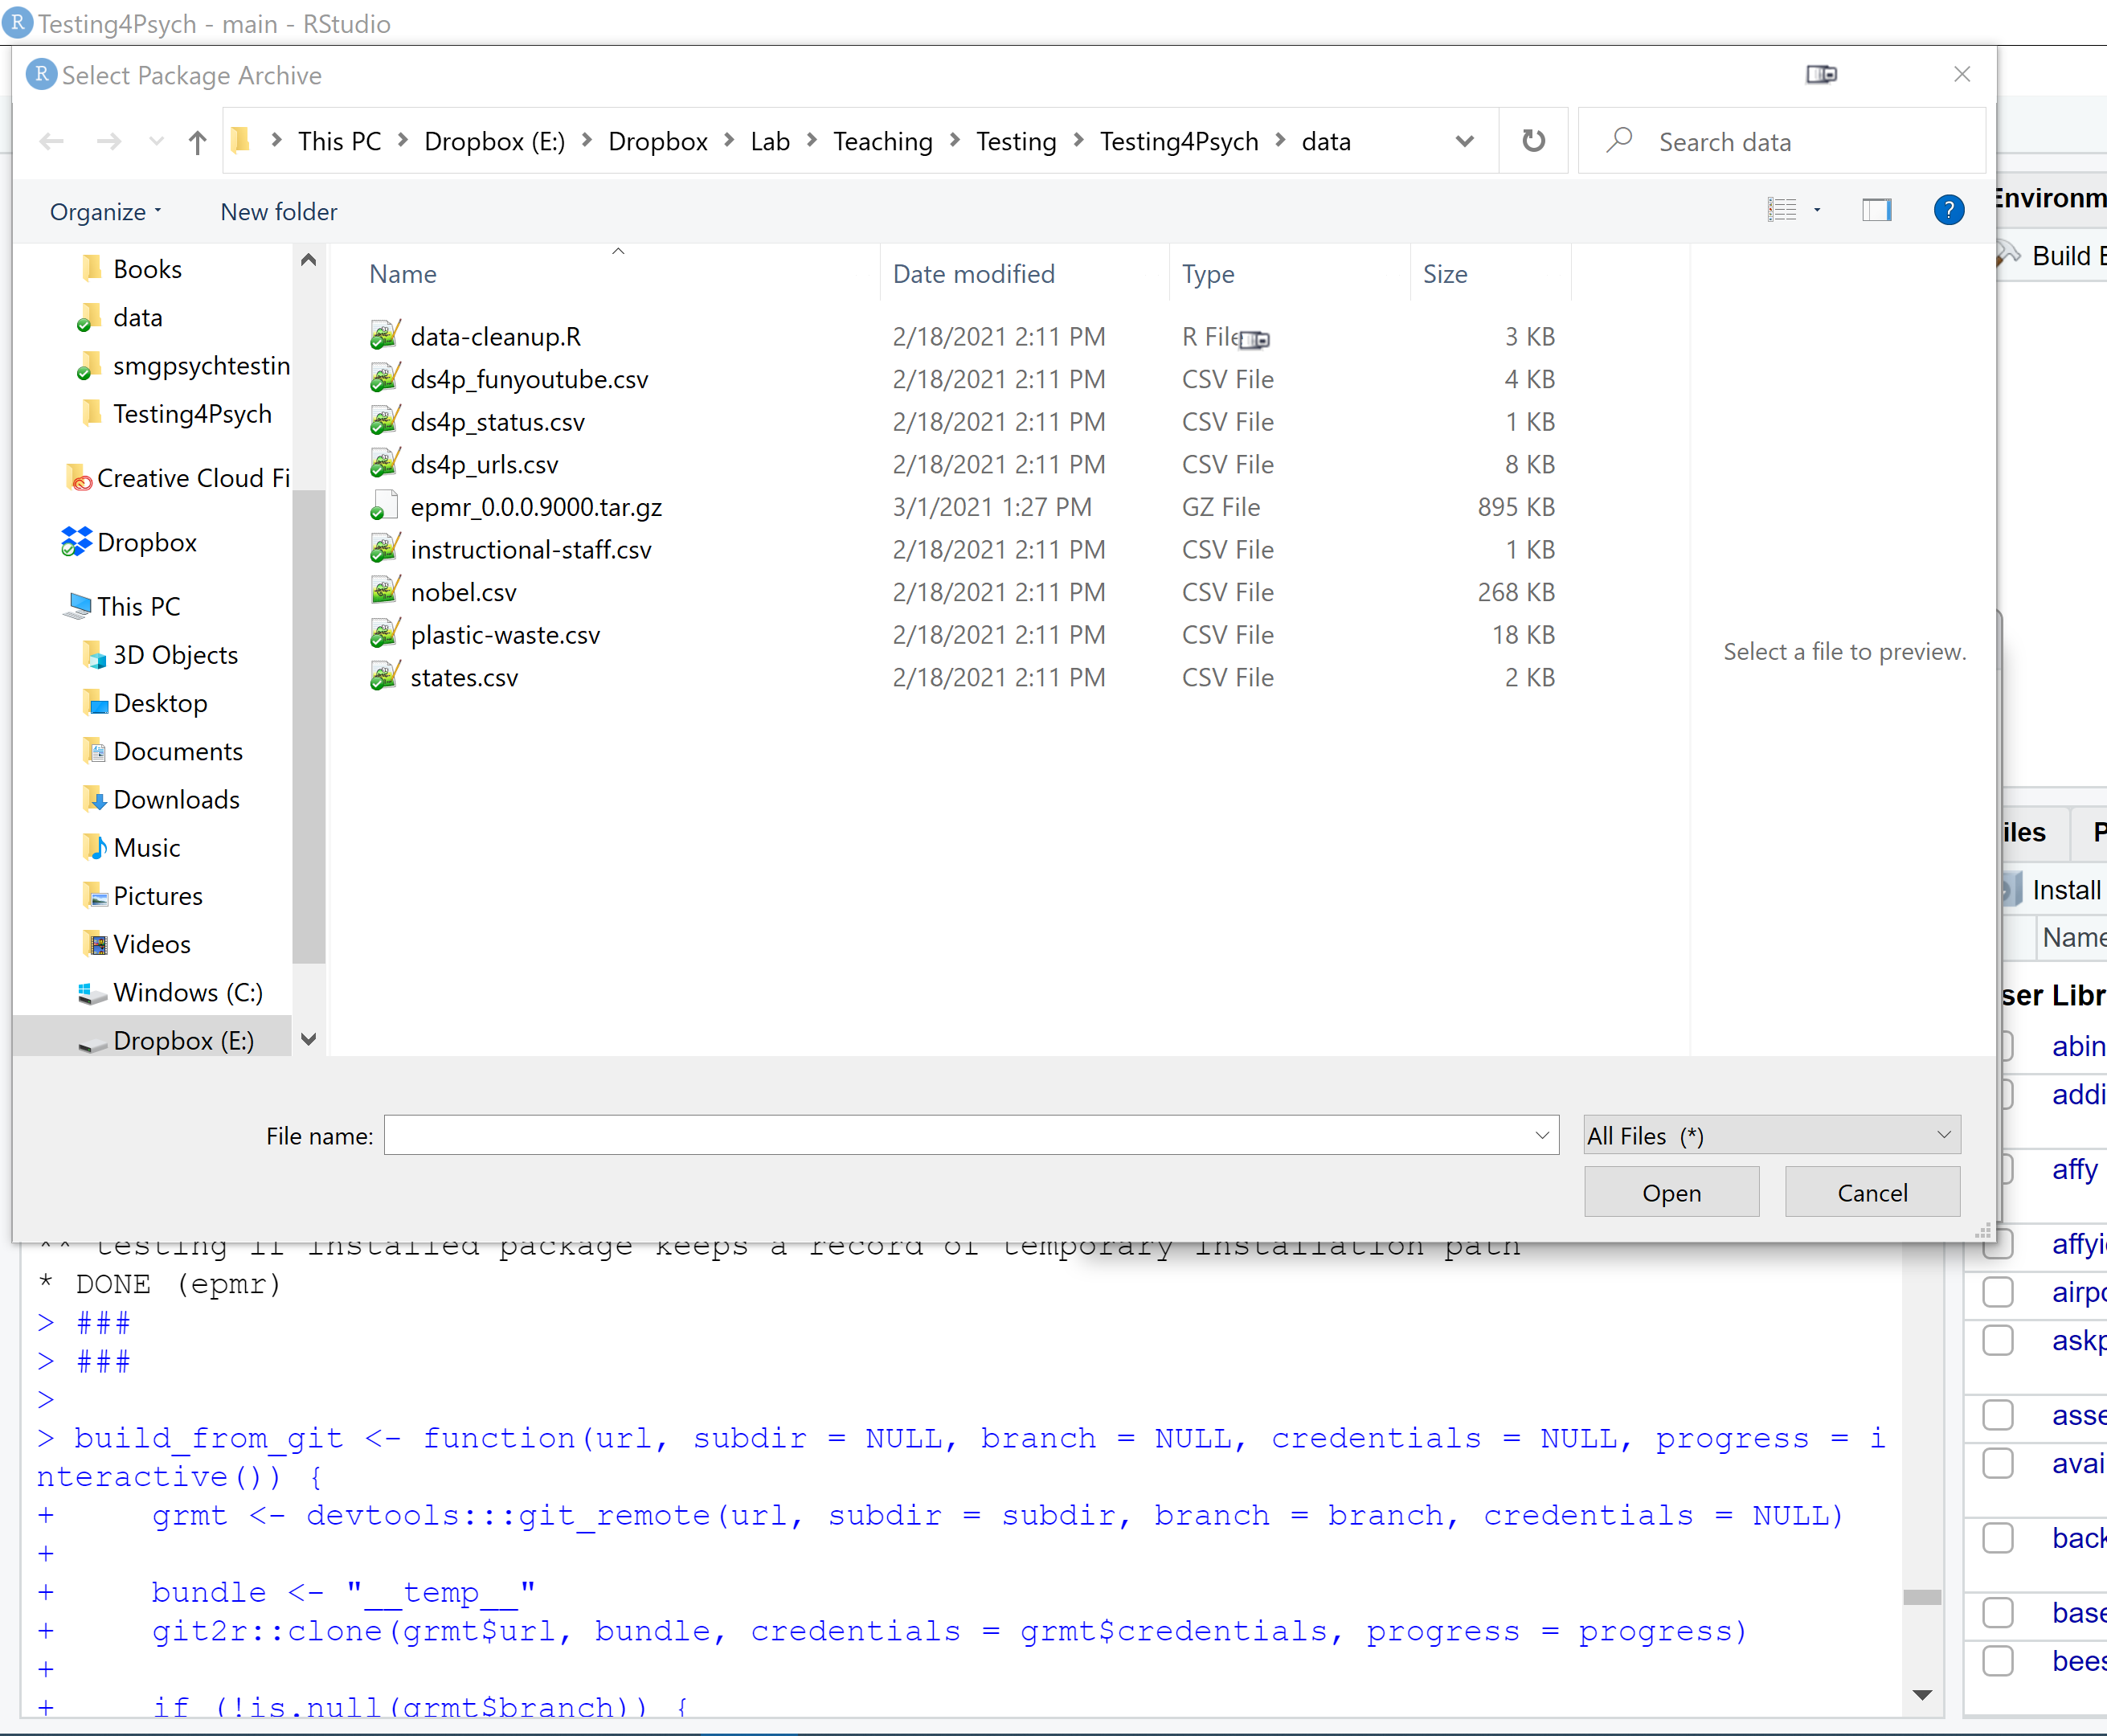 Testing4Psych - main - RStudio
Select Package Archive
This PC > Dropbox (E:) > Dropbox > Lab > Teaching > Testing > Testing4Psych > data
Search data
Organize
New folder
Name
Date modified
Type
Size
Books
data
smgpsychtestin
Testing4Psych
Creative Cloud Fi
Dropbox
This PC
3D Objects
Desktop
Documents
Downloads
Music
Pictures
Videos
Windows (C:)
Dropbox (E:)
data-cleanup.R 2/18/2021 2:11 PM R File 3 KB
ds4p_funyoutube.csv 2/18/2021 2:11 PM CSV File 4 KB
ds4p_status.csv 2/18/2021 2:11 PM CSV File 1 KB
ds4p_urls.csv 2/18/2021 2:11 PM CSV File 8 KB
epmr_0.0.0.9000.tar.gz 3/1/2021 1:27 PM GZ File 895 KB
instructional-staff.csv 2/18/2021 2:11 PM CSV File 1 KB
nobel.csv 2/18/2021 2:11 PM CSV File 268 KB
plastic-waste.csv 2/18/2021 2:11 PM CSV File 18 KB
states.csv 2/18/2021 2:11 PM CSV File 2 KB
Select a file to preview.
File name:
All Files (*)
Open
Cancel
Environm
Build
iles
P
Install
Name
ser Libr
abin
addi
affy
affyi
airpo
askp
asse
avai
back
base
bees
** testing if installed package keeps a record of temporary installation path
* DONE (epmr)
> ###
> ###
>
> build_from_git <- function(url, subdir = NULL, branch = NULL, credentials = NULL, progress = i
nteractive()) {
+ grmt <- devtools:::git_remote(url, subdir = subdir, branch = branch, credentials = NULL)
+
+ bundle <- "__temp__"
+ git2r::clone(grmt$url, bundle, credentials = grmt$credentials, progress = progress)
+
+ if (!is.null(grmt$branch)) {